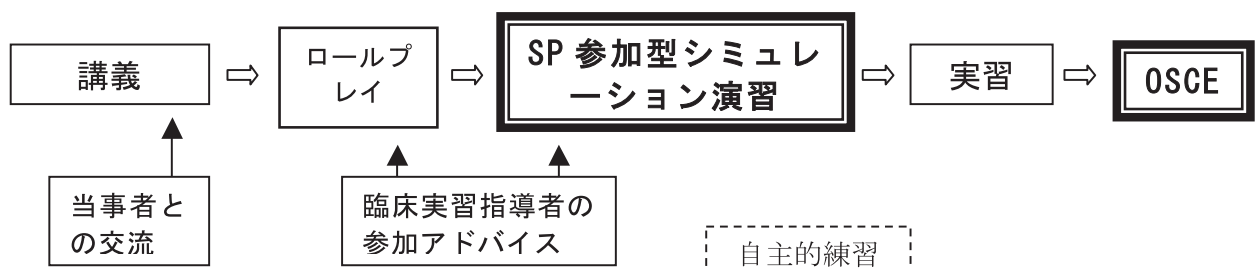 講義
ロールプ
レイ
SP 参加型シミュレ
ーション演習
実習
OSCE
当事者と
の交流
臨床実習指導者の
参加アドバイス
自主的練習